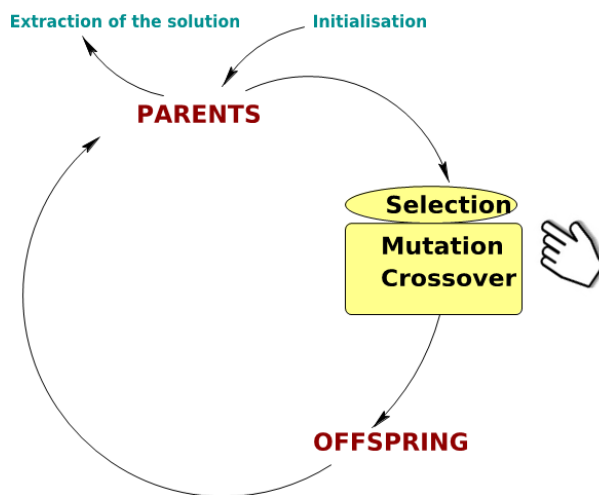 Extraction of the solution
Initialisation
PARENTS
Selection
Mutation
Crossover
OFFSPRING